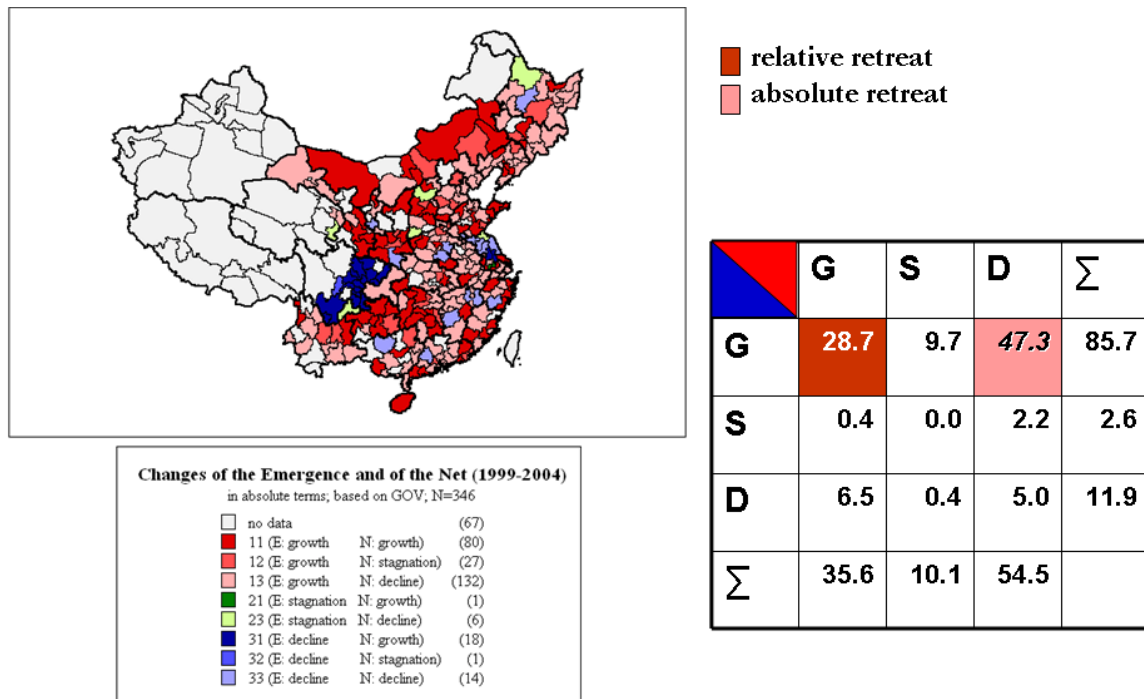 relative retreat
absolute retreat
G S D ∑
G 28.7 9.7 47.3 85.7
S 0.4 0.0 2.2 2.6
D 6.5 0.4 5.0 11.9
∑ 35.6 10.1 54.5
Changes of the Emergence and of the Net (1999-2004)
in absolute terms; based on GOV; N=346
no data (67)
11 (E: growth N: growth) (80)
12 (E: growth N: stagnation) (27)
13 (E: growth N: decline) (132)
21 (E: stagnation N: growth) (1)
23 (E: stagnation N: decline) (6)
31 (E: decline N: growth) (18)
32 (E: decline N: stagnation) (1)
33 (E: decline N: decline) (14)